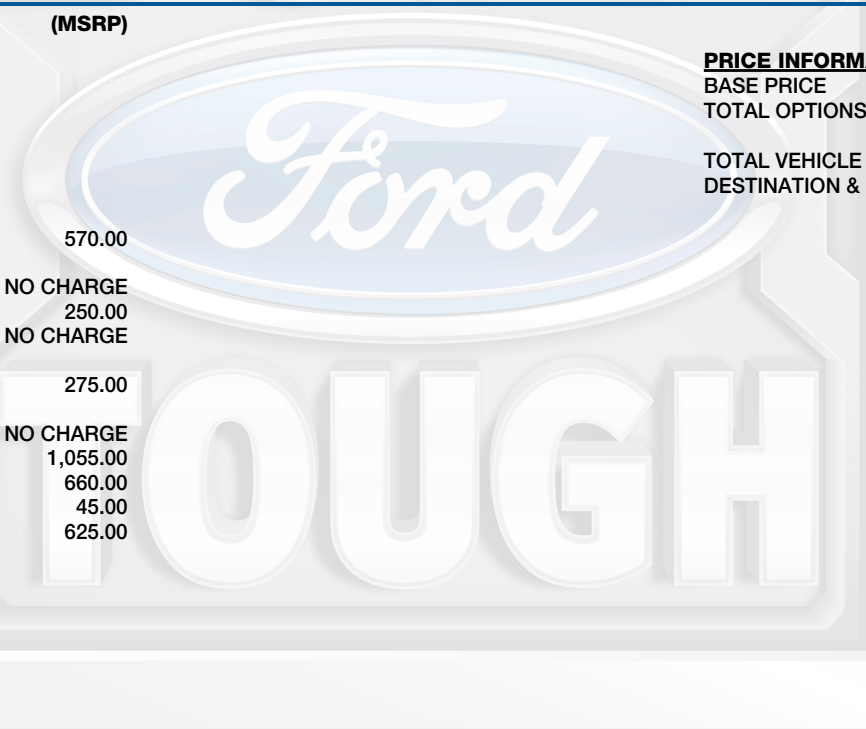 (MSRP)
570.00
NO CHARGE
250.00
NO CHARGE
275.00
NO CHARGE
1,055.00
660.00
45.00
625.00
PRICE INFORM
BASE PRICE
TOTAL OPTIONS
TOTAL VEHICLE
DESTINATION &
Ford
TOUGH